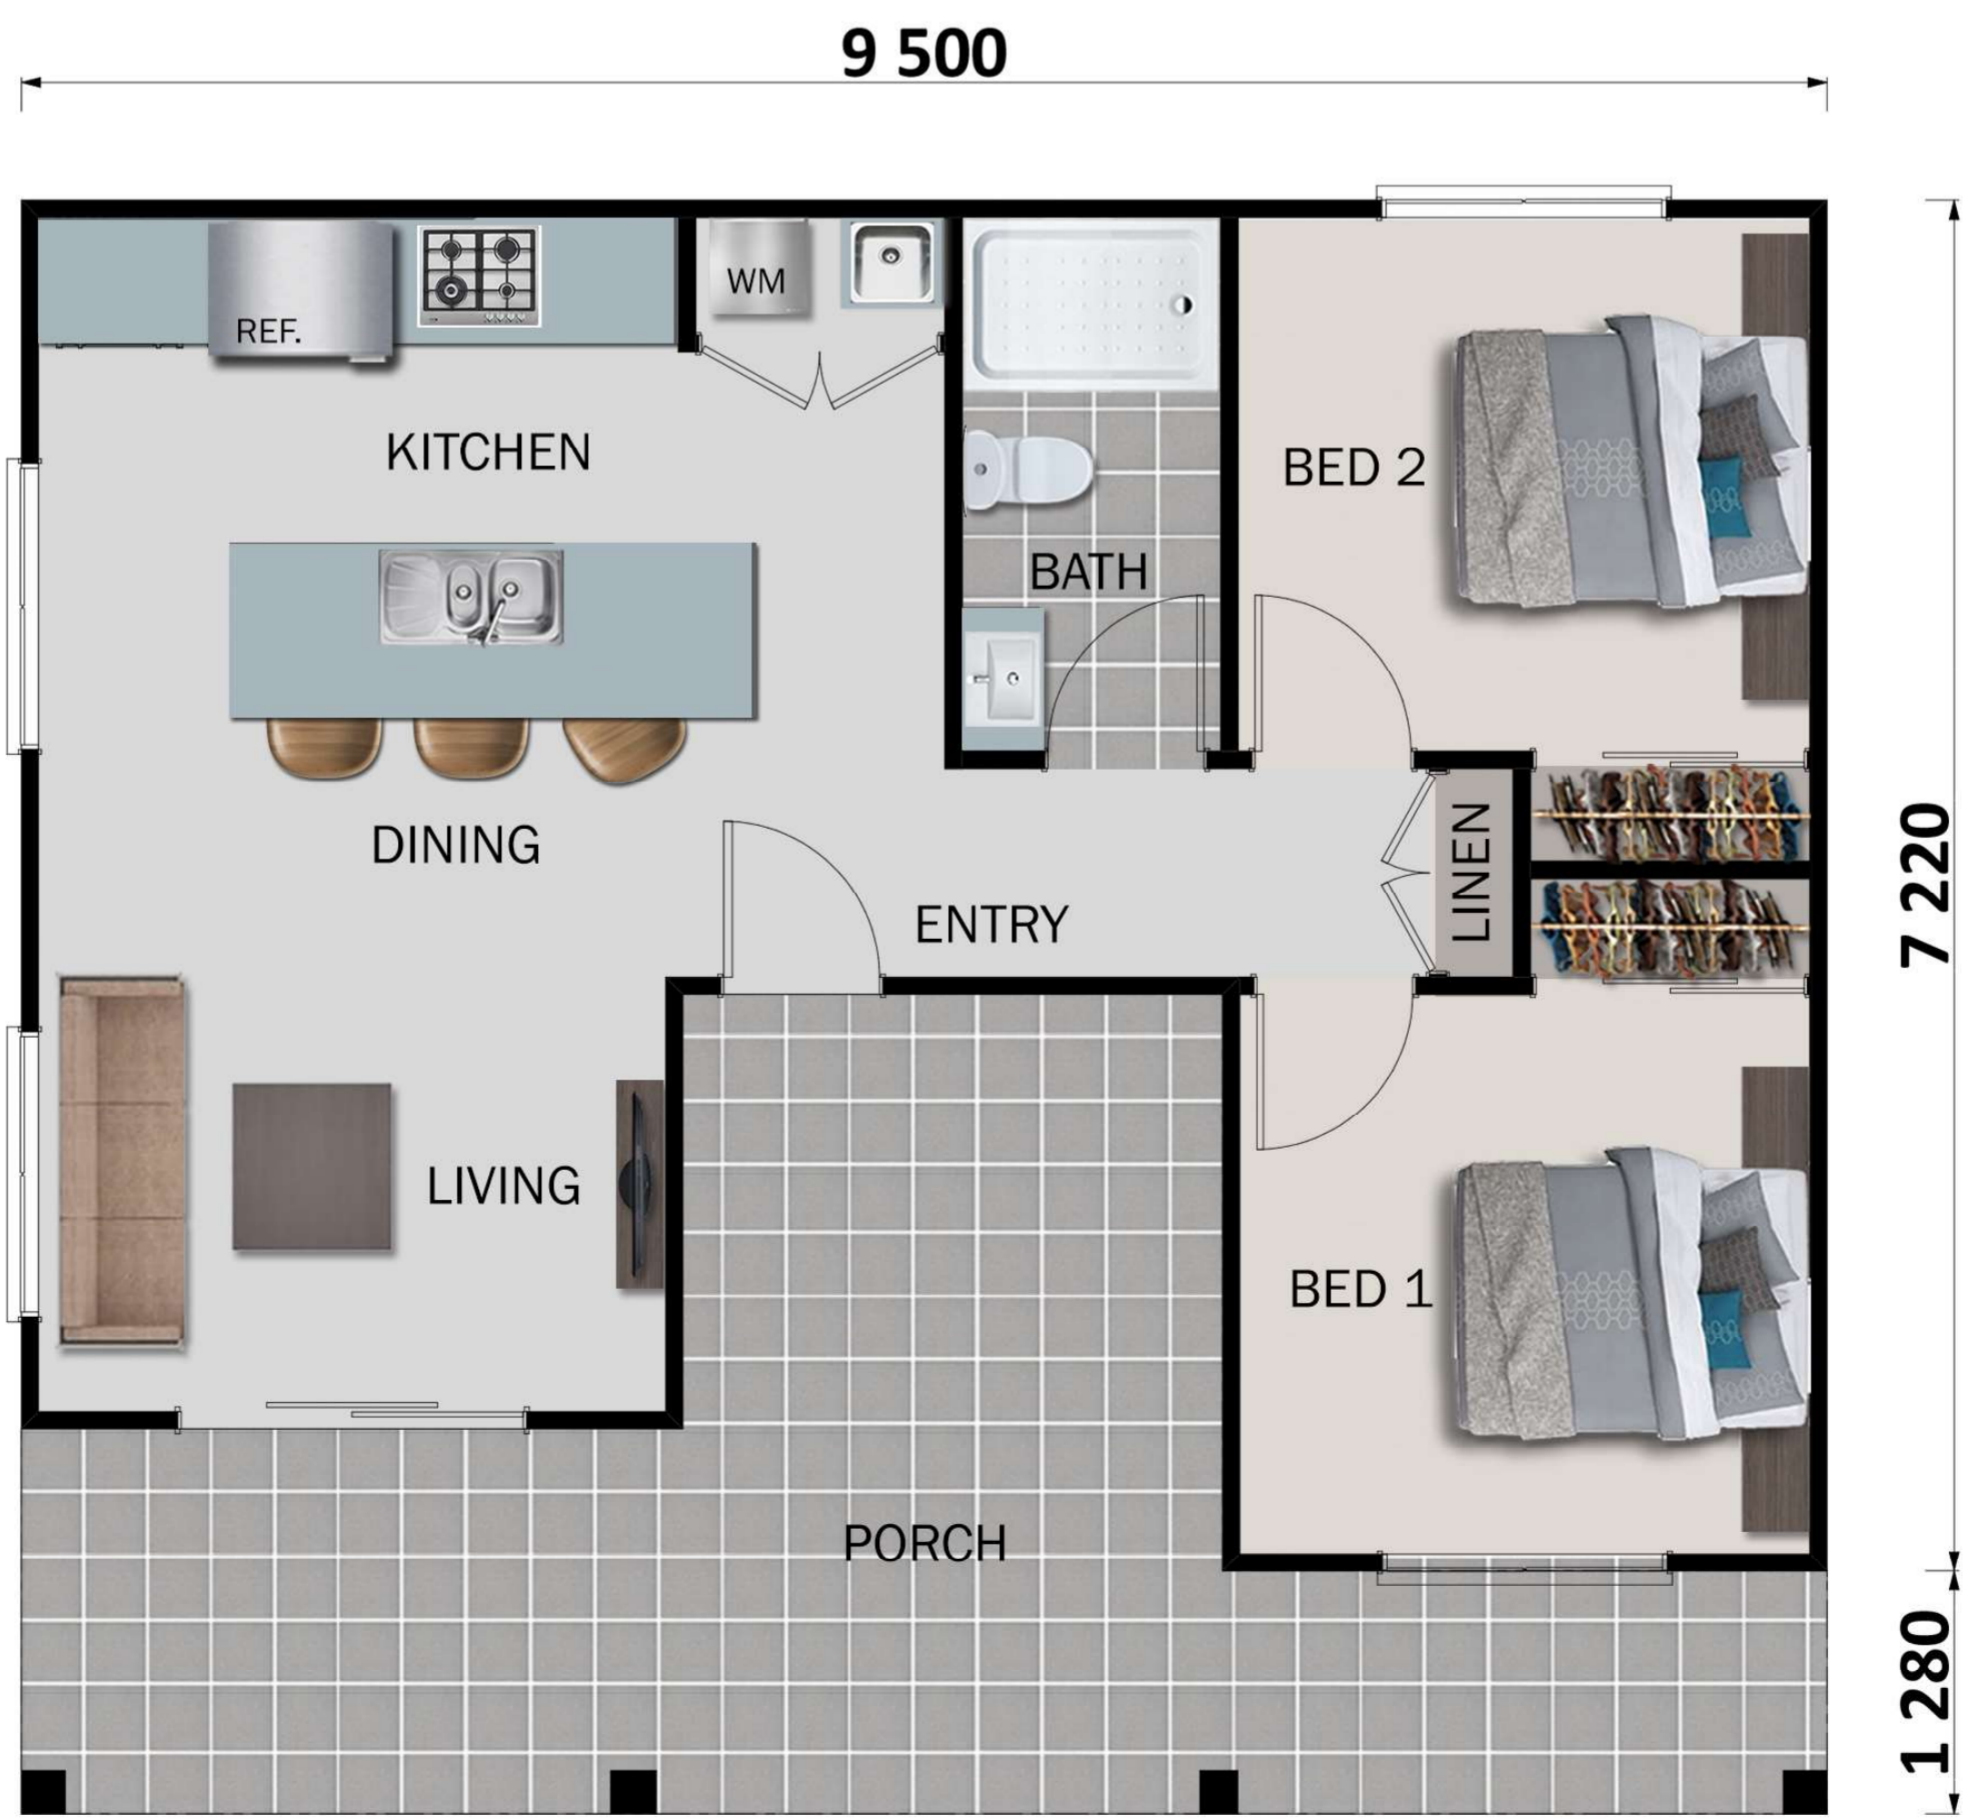 9 500
REF.
WM
KITCHEN
BED 2
BATH
DINING
ENTRY
LINEN
7 220
LIVING
BED 1
PORCH
1 280